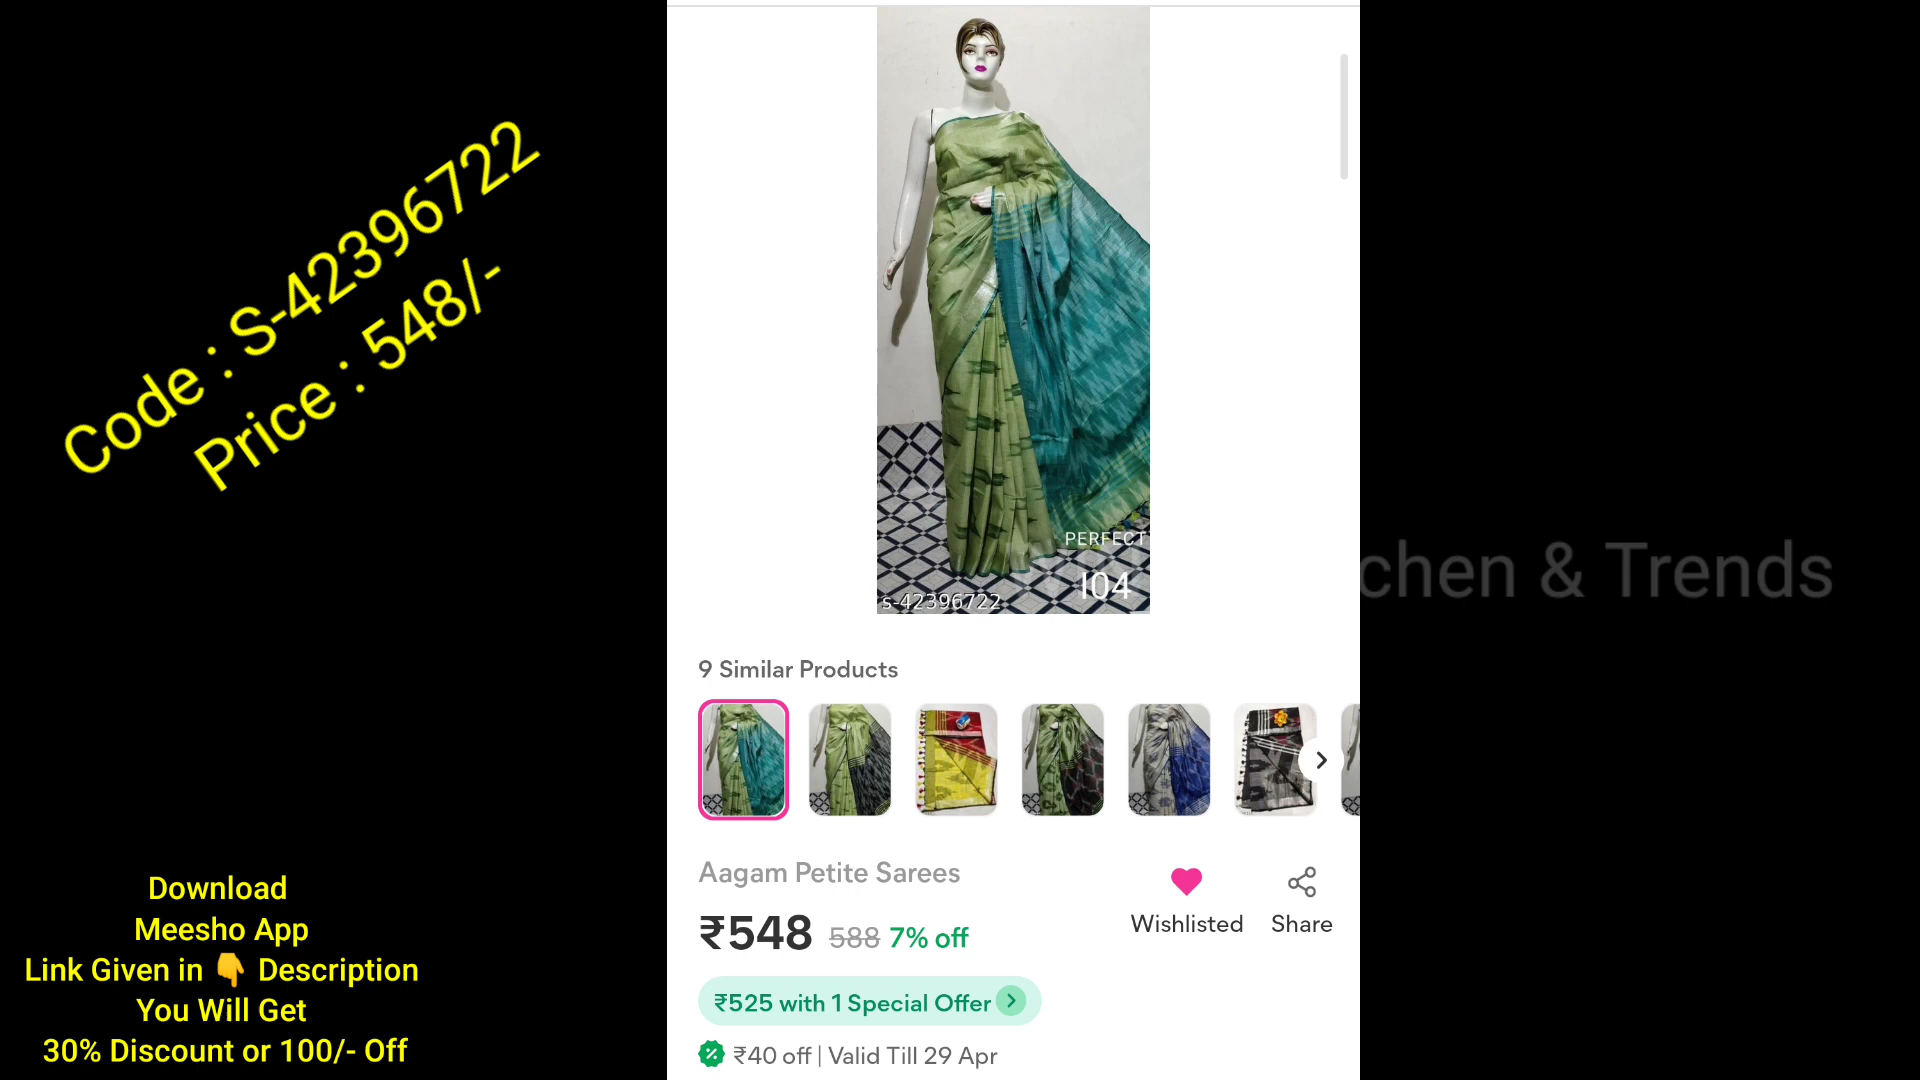 Code : S-42396722
Price : 548/-
PERFECT
104
s-42396722
chen & Trends
9 Similar Products
Aagam Petite Sarees
Wishlisted
Share
₹548 588 7% off
₹525 with 1 Special Offer
₹40 off | Valid Till 29 Apr
Download
Meesho App
Link Given in 👇 Description
You Will Get
30% Discount or 100/- Off